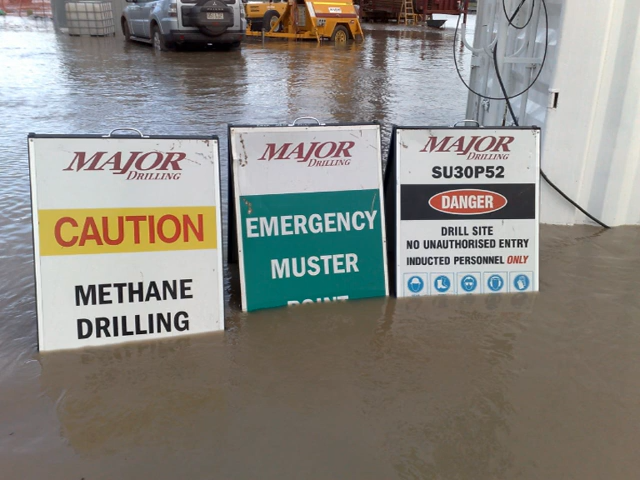 MAJOR
DRILLING
CAUTION
METHANE
DRILLING
MAJOR
DRILLING
EMERGENCY
MUSTER
POINT
MAJOR
DRILLING
SU30P52
DANGER
DRILL SITE
NO UNAUTHORISED ENTRY
INDUCTED PERSONNEL ONLY